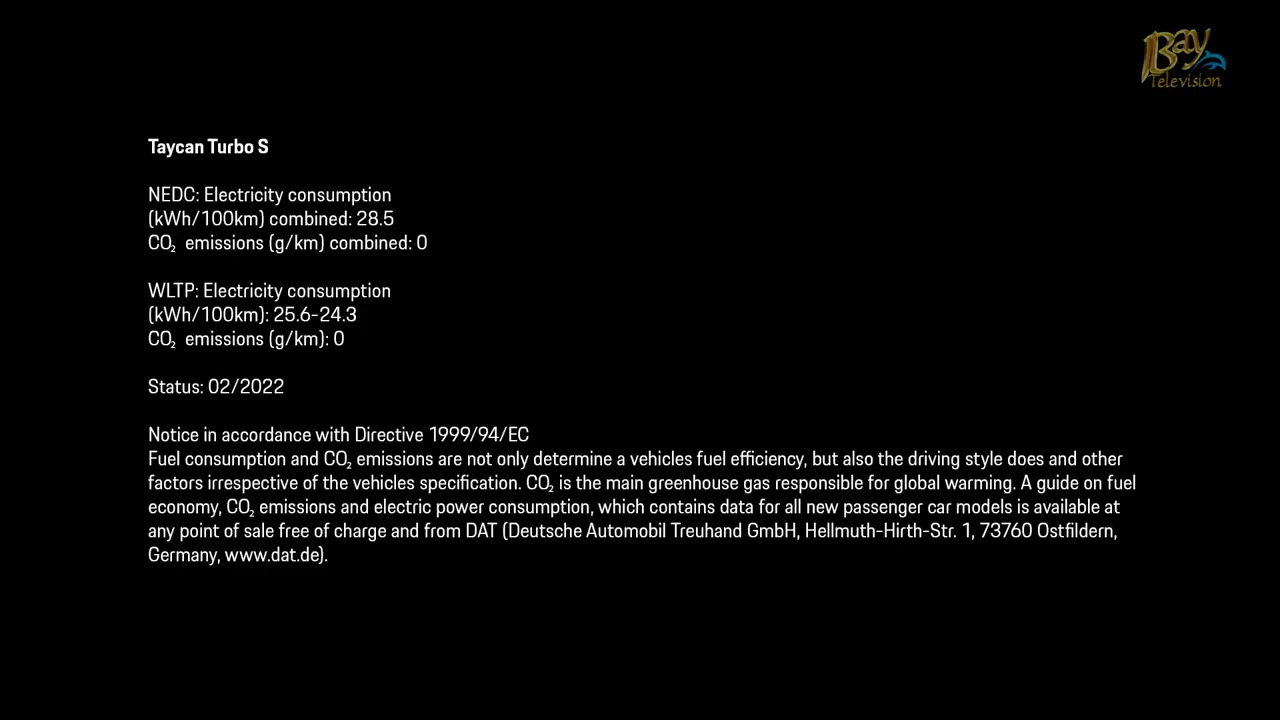 Bay
Television
Taycan Turbo S
NEDC: Electricity consumption
(kWh/100km) combined: 28.5
CO₂ emissions (g/km) combined: 0
WLTP: Electricity consumption
(kWh/100km): 25.6-24.3
CO₂ emissions (g/km): 0
Status: 02/2022
Notice in accordance with Directive 1999/94/EC
Fuel consumption and CO₂ emissions are not only determine a vehicles fuel efficiency, but also the driving style does and other
factors irrespective of the vehicles specification. CO₂ is the main greenhouse gas responsible for global warming. A guide on fuel
economy, CO₂ emissions and electric power consumption, which contains data for all new passenger car models is available at
any point of sale free of charge and from DAT (Deutsche Automobil Treuhand GmbH, Hellmuth-Hirth-Str. 1, 73760 Ostfildern,
Germany, www.dat.de).